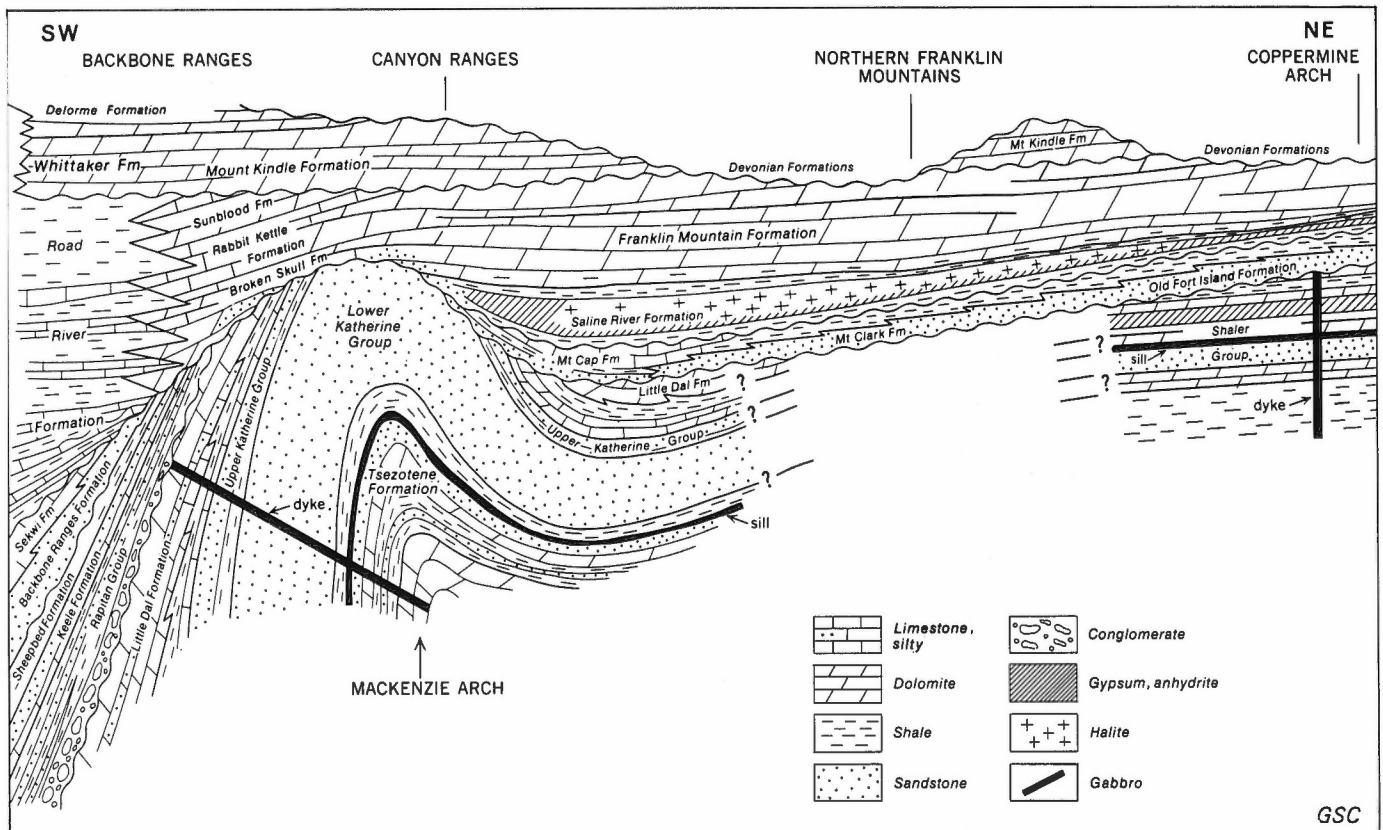 SW
NE
BACKBONE RANGES
CANYON RANGES
NORTHERN FRANKLIN
MOUNTAINS
COPPERMINE
ARCH
Delorme Formation
Mt Kindle Fm
Whittaker Fm
Mount Kindle Formation
Devonian Formations
Devonian Formations
Sunblood Fm
Road
Rabbit Kettle
Formation
Franklin Mountain Formation
Broken Skull Fm
Old Fort Island Formation
Lower
Katherine
Group
Saline River Formation
River
Mt Clark Fm
Shaler
?
sill
Group
Mt Cap Fm
Little Dal Fm
?
?
?
dyke
Formation
Upper Katherine Group
Upper Katherine Group
Tsezotene
Formation
dyke
?
sill
Sekwi Fm
Backbone Ranges Formation
Sheepbed Formation
Keele Formation
Rapitan Group
Little Dal Formation
MACKENZIE ARCH
Limestone,
silty
Conglomerate
Dolomite
Gypsum, anhydrite
Shale
Halite
Sandstone
Gabbro
GSC